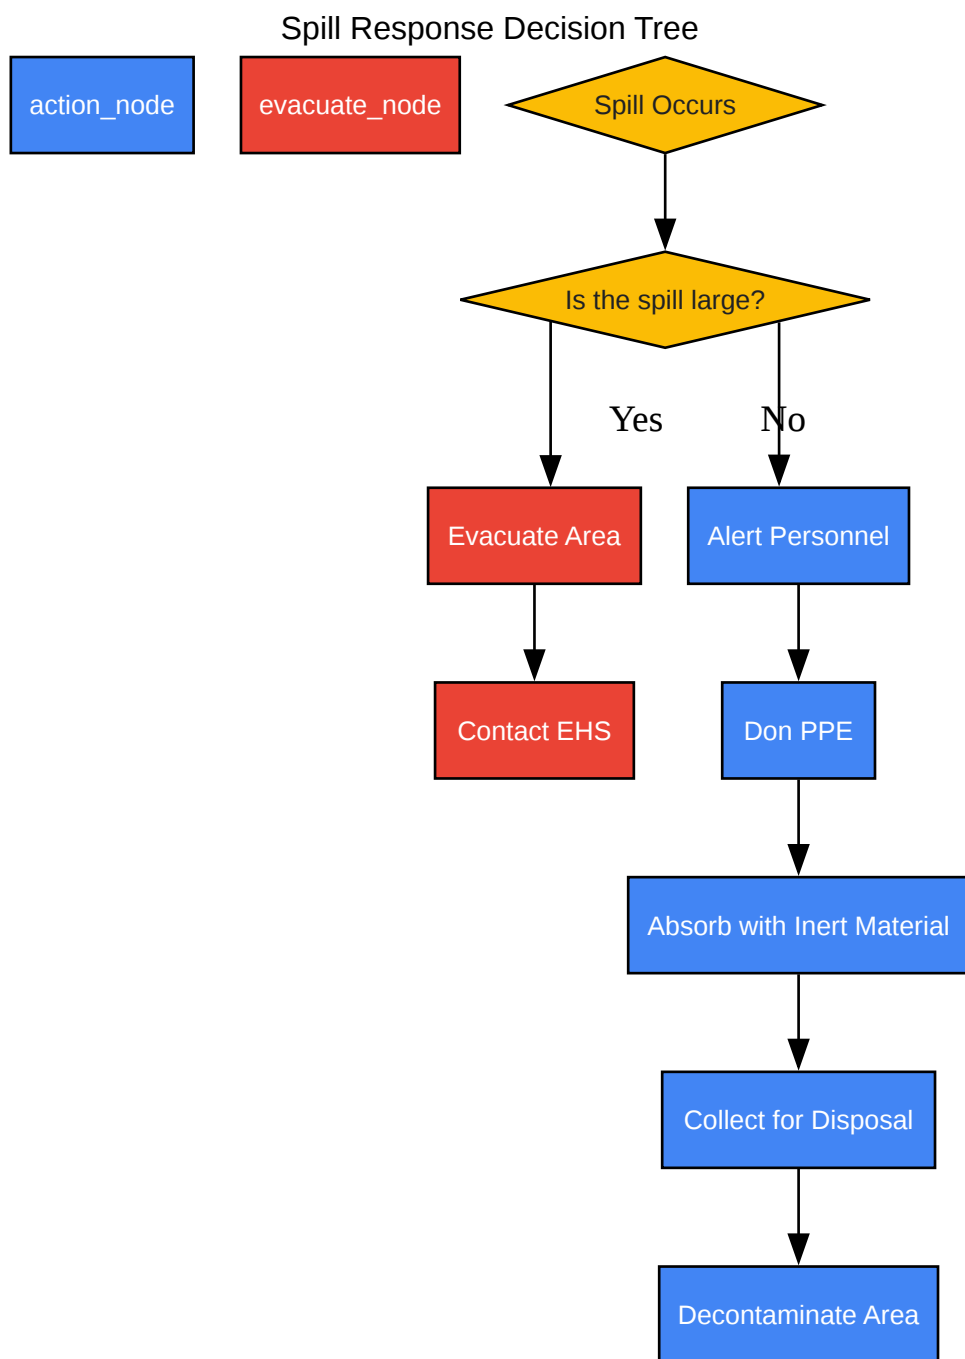 Spill Response Decision Tree
action_node
evacuate_node
Spill Occurs
Is the spill large?
Yes
No
Evacuate Area
Alert Personnel
Contact EHS
Don PPE
Absorb with Inert Material
Collect for Disposal
Decontaminate Area